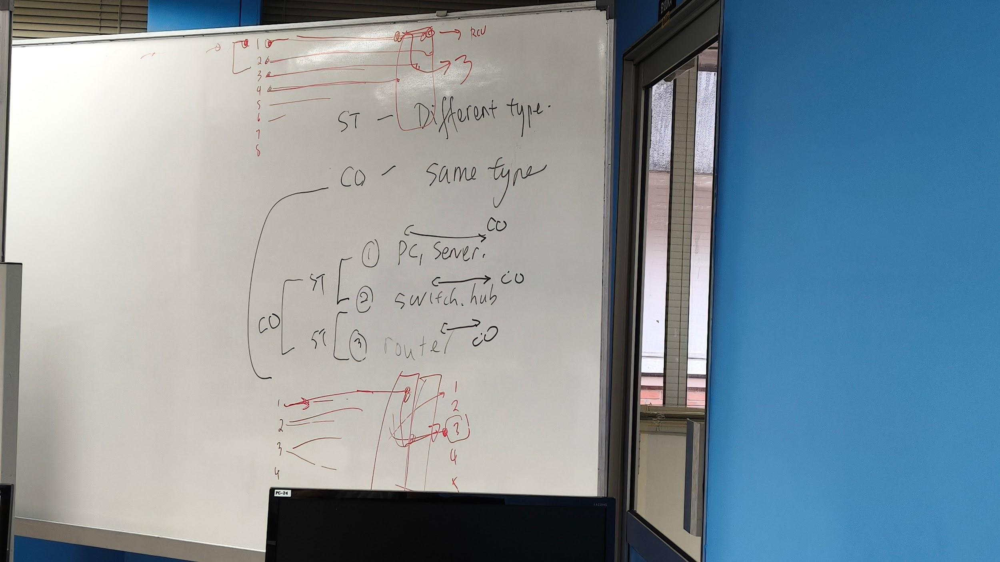 1
2
3
4
5
6
7
8
→ RCU
→ 3
ST - Different type.
CO - same type
CO
① PC, Server.
ST
CO
② switch. hub
CO
ST
CO
③ router
1
2
3
4
1
2
3
4
PC-24